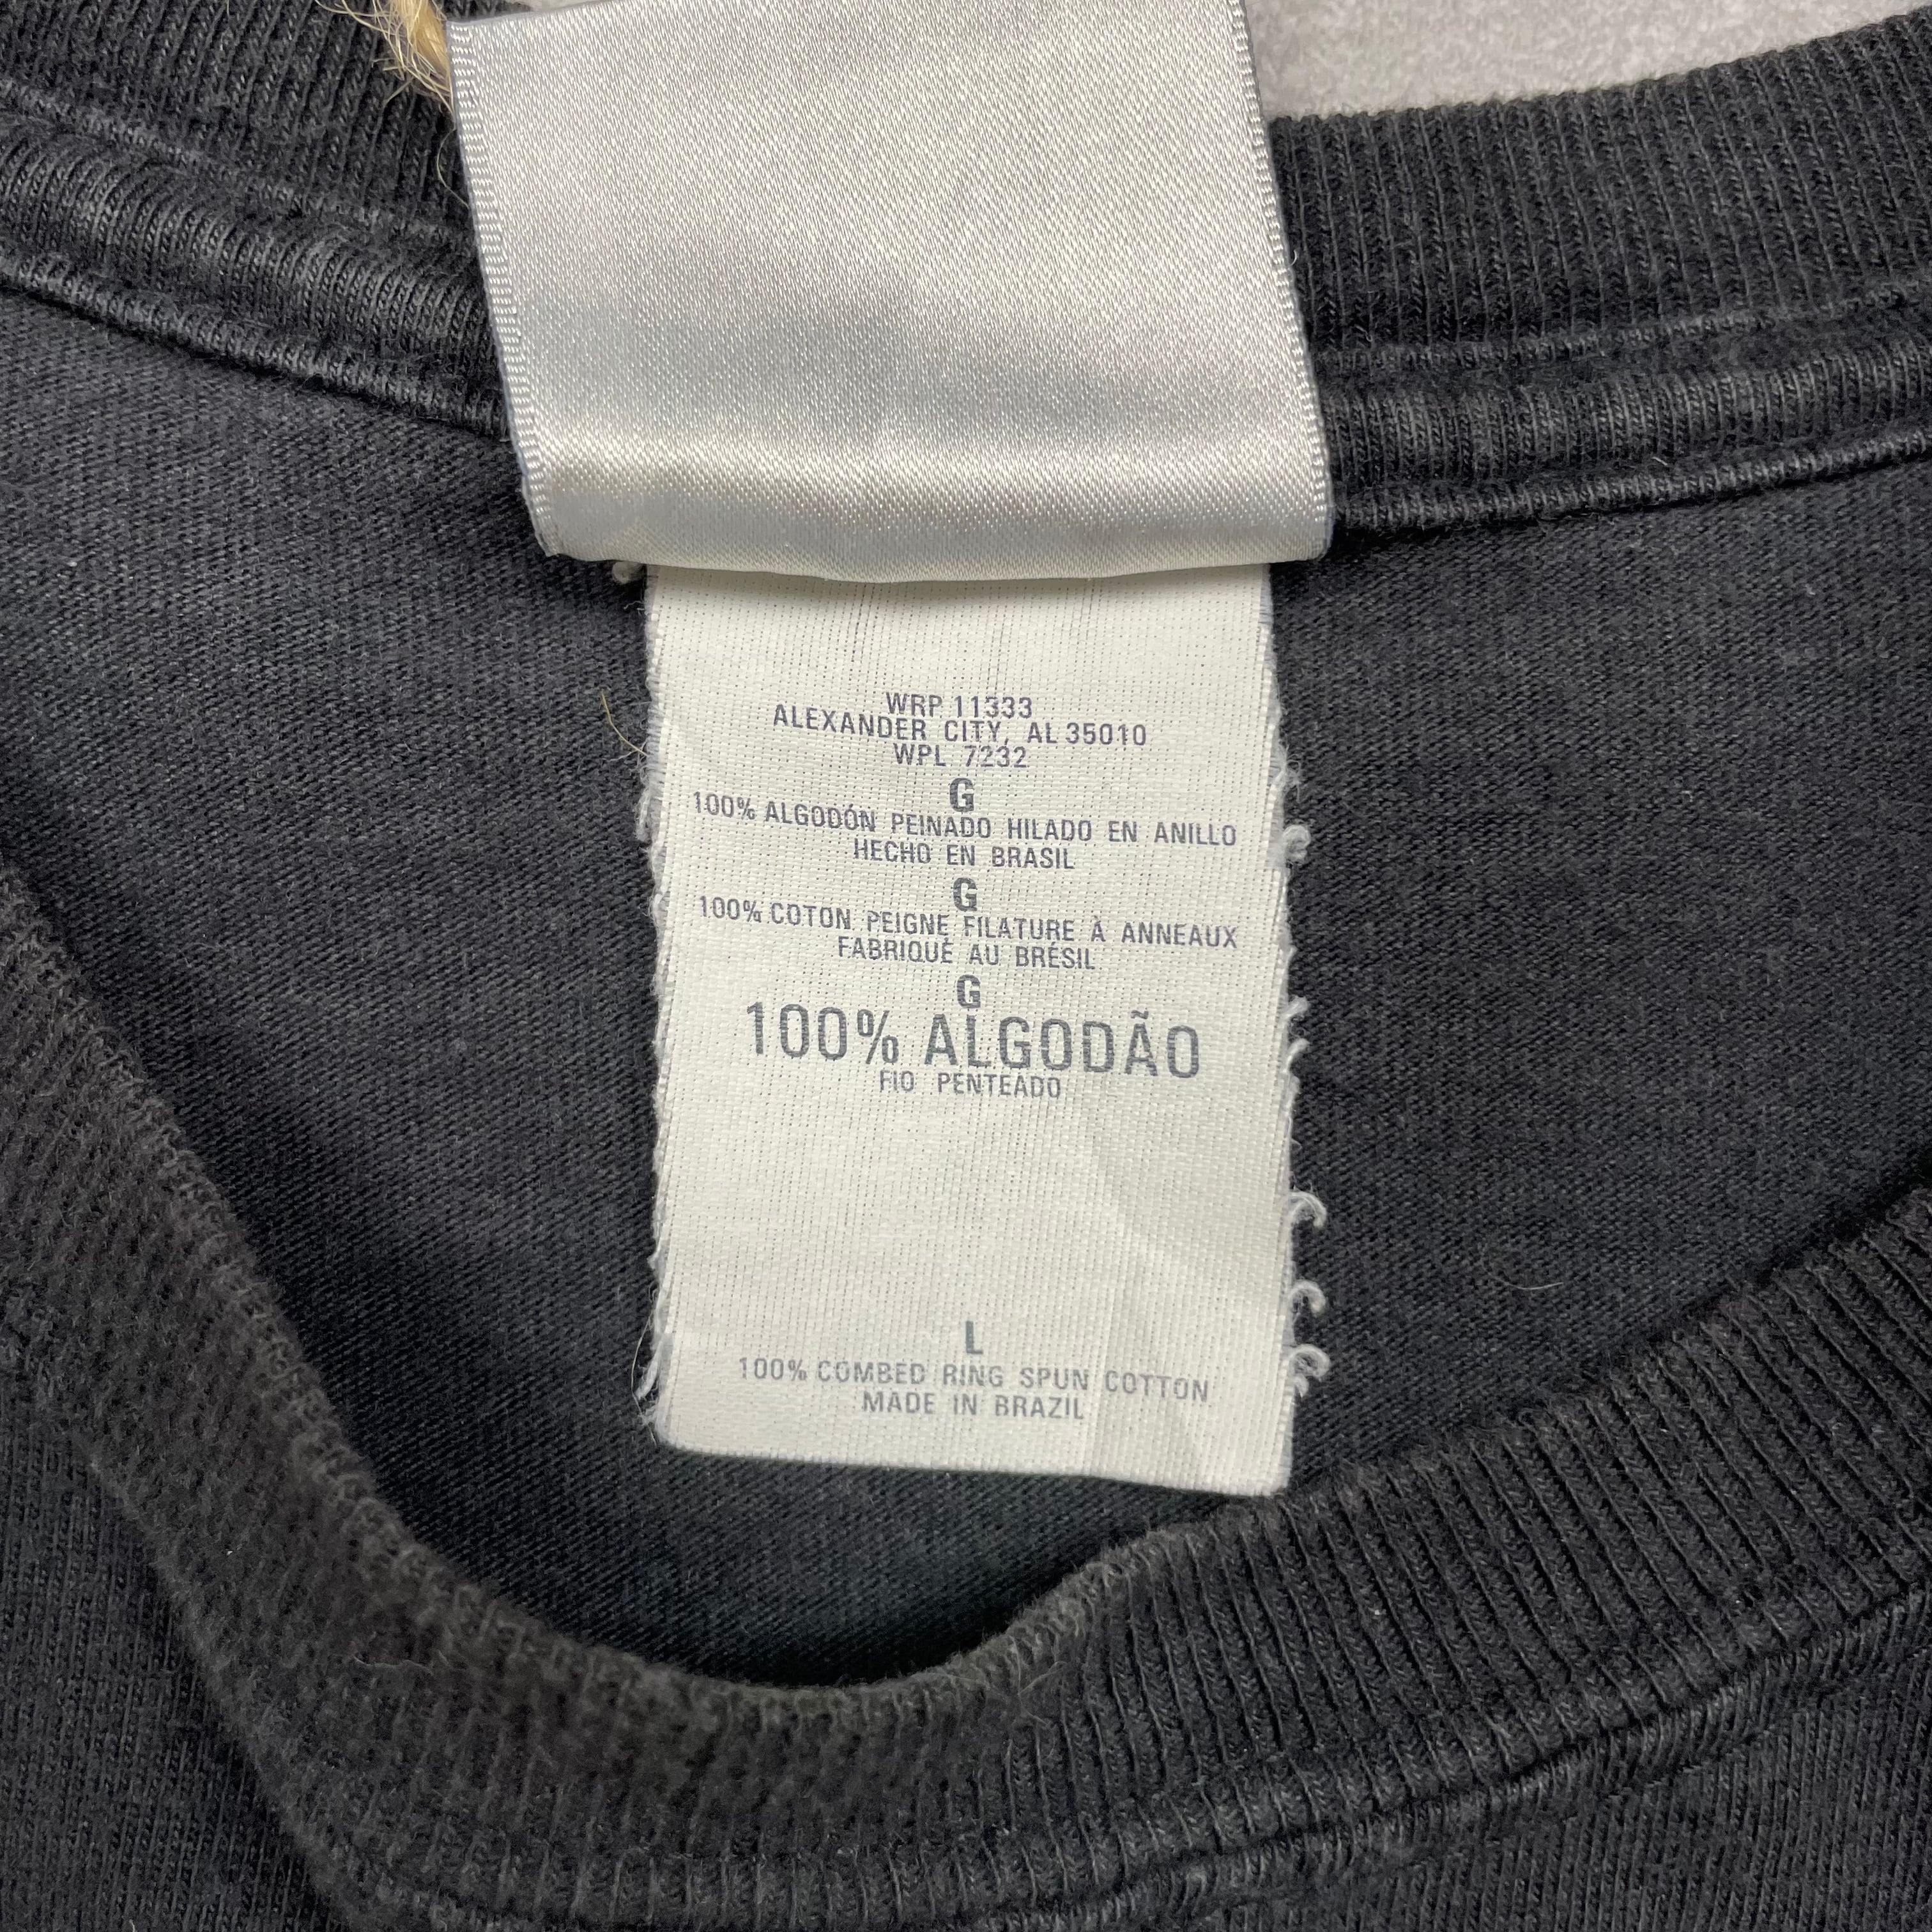 WRP 11333
ALEXANDER CITY, AL 35010
WPL 7232
G
100% ALGODÓN PEINADO HILADO EN ANILLO
HECHO EN BRASIL
G
100% COTON PEIGNE FILATURE À ANNEAUX
FABRIQUÉ AU BRÉSIL
G
100% ALGODÃO
FIO PENTEADO
L
100% COMBED RING SPUN COTTON
MADE IN BRAZIL